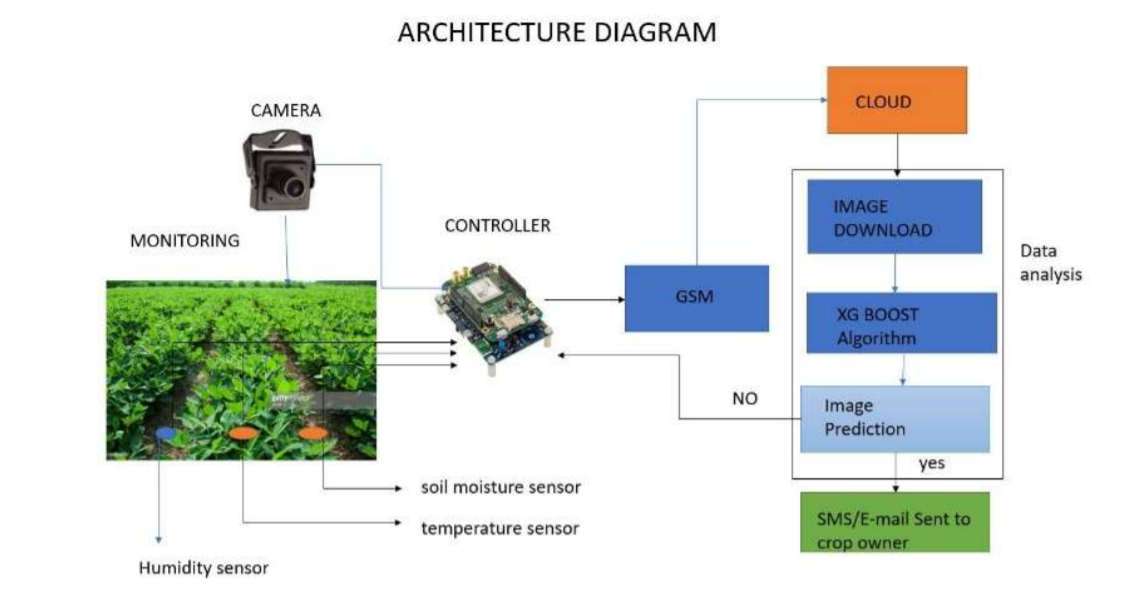 ARCHITECTURE DIAGRAM
CAMERA
CLOUD
IMAGE
DOWNLOAD
MONITORING
CONTROLLER
Data
analysis
GSM
XG BOOST
Algorithm
NO
Image
Prediction
yes
soil moisture sensor
temperature sensor
SMS/E-mail Sent to
crop owner
Humidity sensor